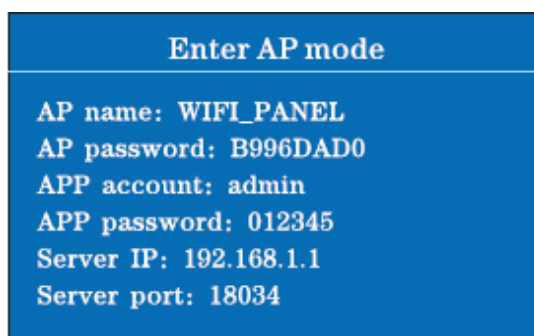 Enter AP mode
AP name: WIFI_PANEL
AP password: B996DAD0
APP account: admin
APP password: 012345
Server IP: 192.168.1.1
Server port: 18034